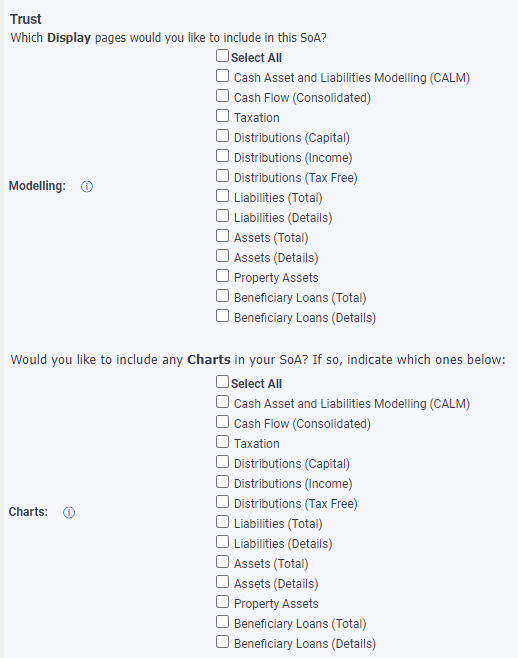 Trust
Which Display pages would you like to include in this SoA?
Select All
Cash Asset and Liabilities Modelling (CALM)
Cash Flow (Consolidated)
Taxation
Distributions (Capital)
Distributions (Income)
Distributions (Tax Free)
Modelling:
Liabilities (Total)
Liabilities (Details)
Assets (Total)
Assets (Details)
Property Assets
Beneficiary Loans (Total)
Beneficiary Loans (Details)
Would you like to include any Charts in your SoA? If so, indicate which ones below:
Select All
Cash Asset and Liabilities Modelling (CALM)
Cash Flow (Consolidated)
Taxation
Distributions (Capital)
Distributions (Income)
Distributions (Tax Free)
Charts:
Liabilities (Total)
Liabilities (Details)
Assets (Total)
Assets (Details)
Property Assets
Beneficiary Loans (Total)
Beneficiary Loans (Details)